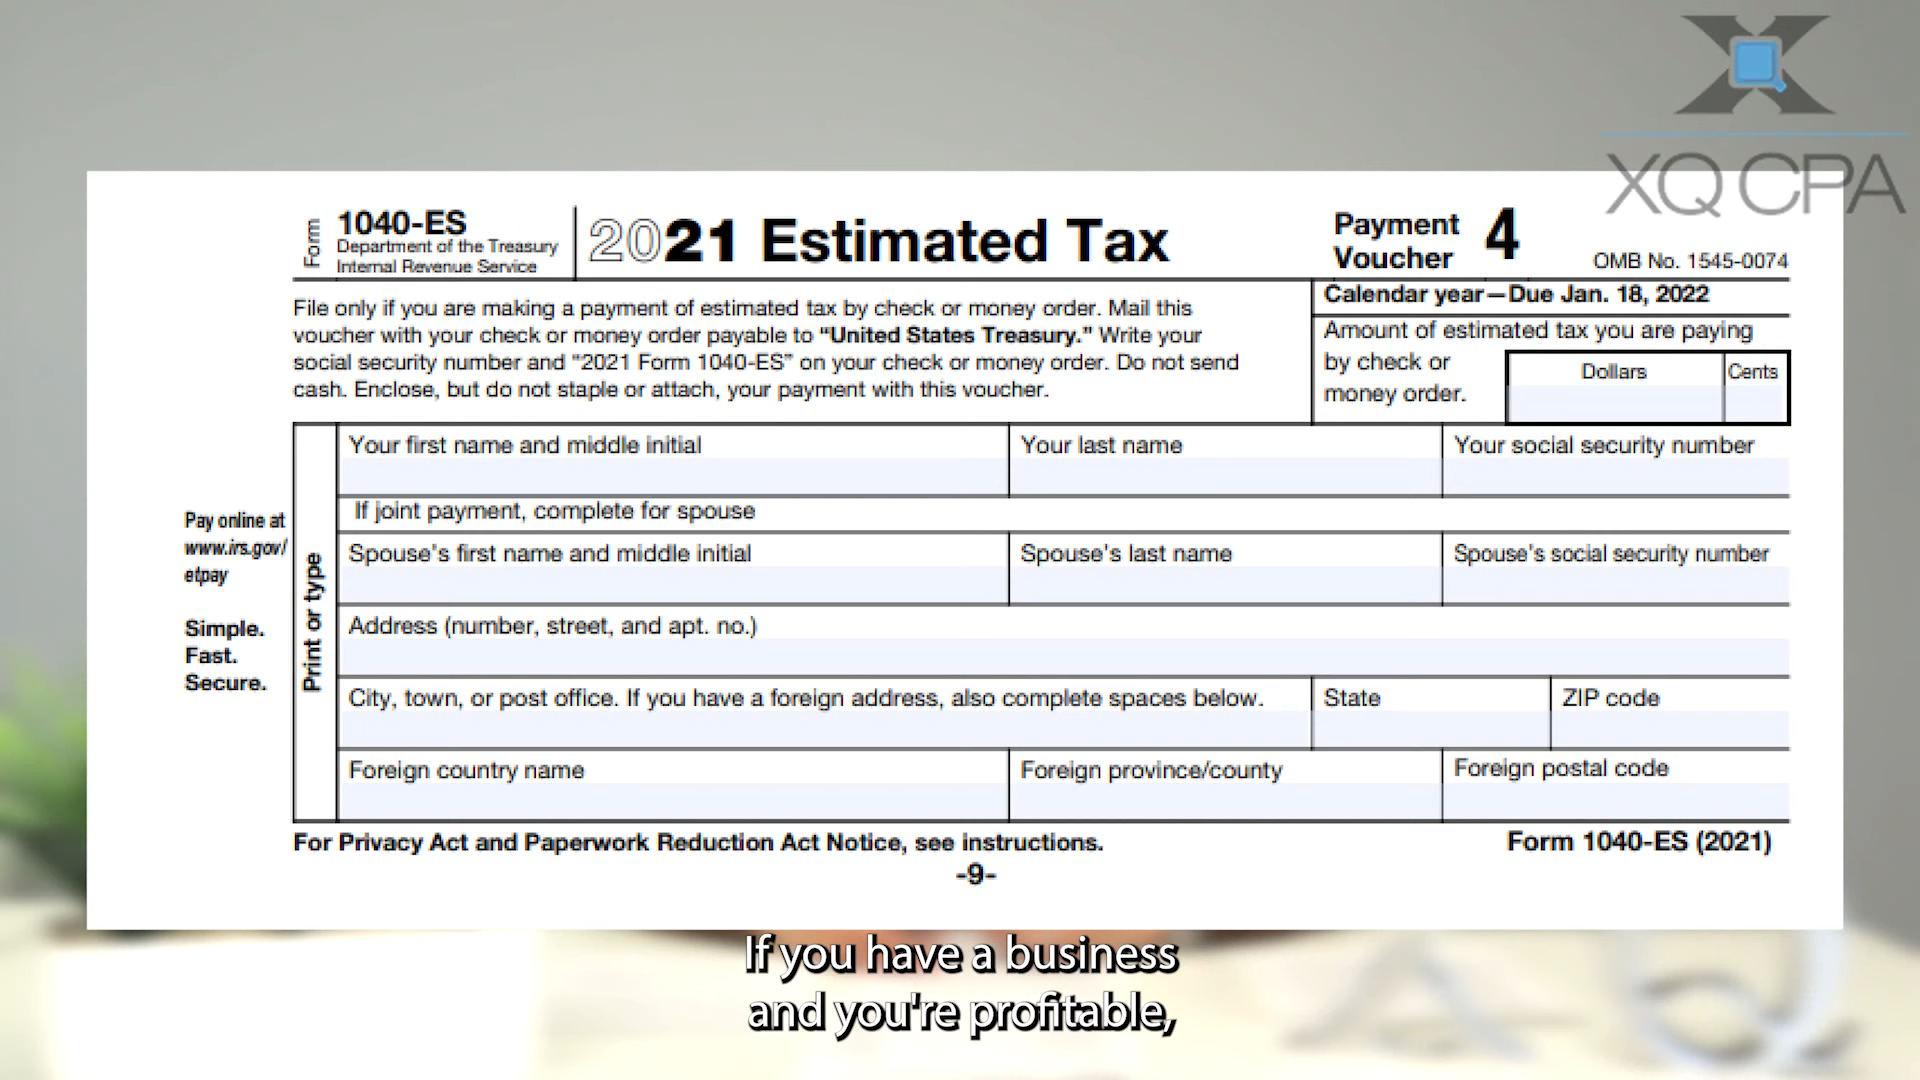 XQ CPA
Form
1040-ES
Department of the Treasury
Internal Revenue Service
2021 Estimated Tax
Payment
Voucher 4
OMB No. 1545-0074
File only if you are making a payment of estimated tax by check or money order. Mail this
voucher with your check or money order payable to “United States Treasury.” Write your
social security number and “2021 Form 1040-ES” on your check or money order. Do not send
cash. Enclose, but do not staple or attach, your payment with this voucher.
Calendar year—Due Jan. 18, 2022
Amount of estimated tax you are paying
by check or
money order.
Dollars
Cents
Pay online at
www.irs.gov/
etpay
Simple.
Fast.
Secure.
Print or type
Your first name and middle initial
Your last name
Your social security number
If joint payment, complete for spouse
Spouse’s first name and middle initial
Spouse’s last name
Spouse’s social security number
Address (number, street, and apt. no.)
City, town, or post office. If you have a foreign address, also complete spaces below.
State
ZIP code
Foreign country name
Foreign province/county
Foreign postal code
For Privacy Act and Paperwork Reduction Act Notice, see instructions.
Form 1040-ES (2021)
-9-
If you have a business
and you're profitable,